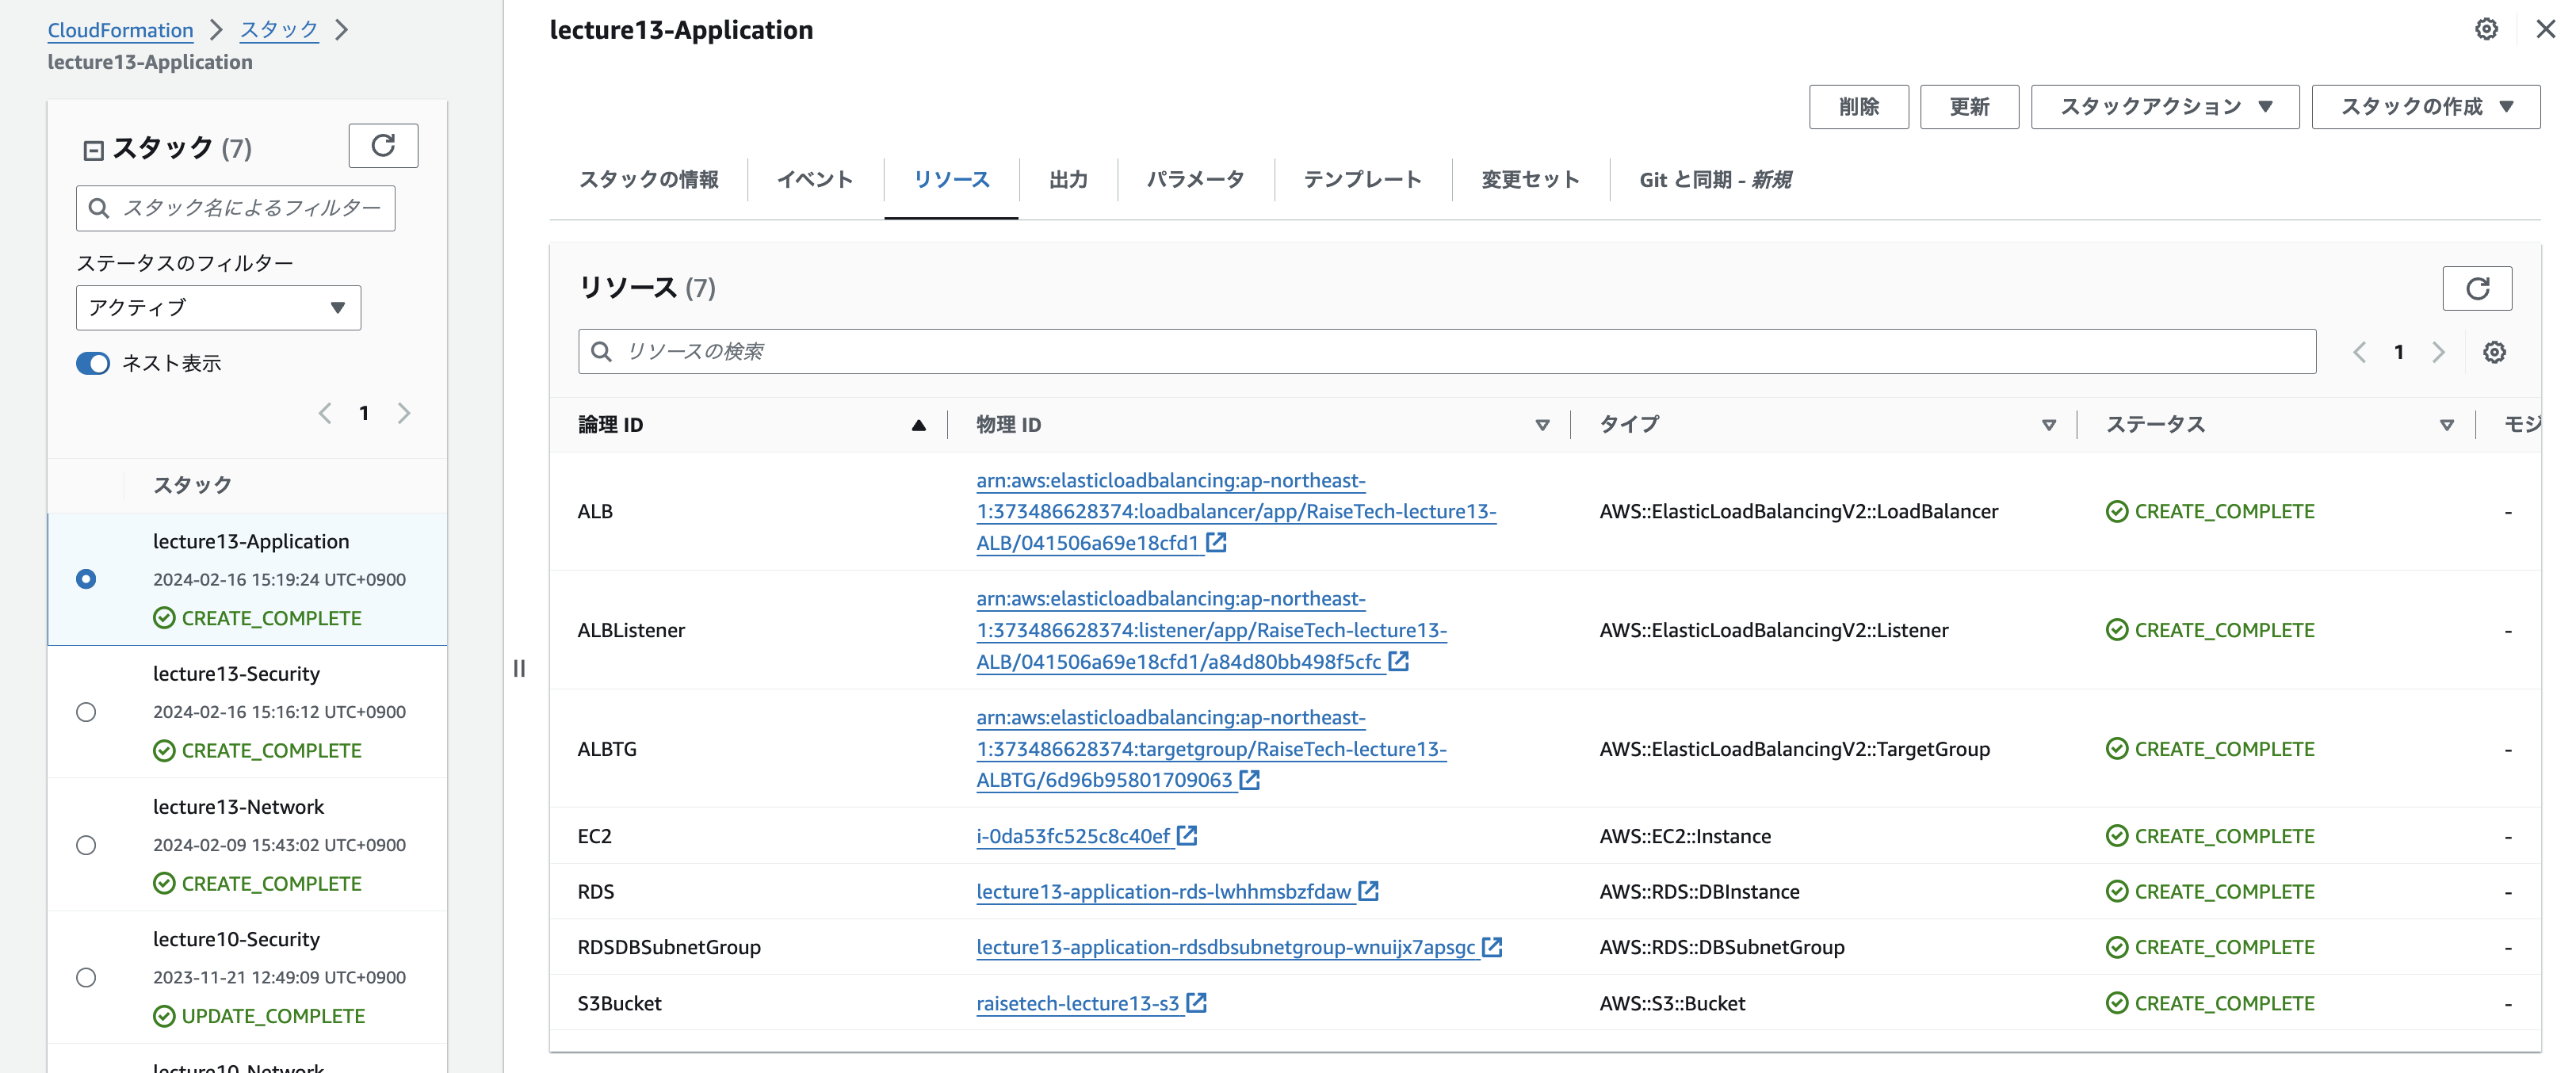 CloudFormation > スタック >
lecture13-Application
スタック (7)
スタック名によるフィルター
ステータスのフィルター
アクティブ
ネスト表示
1
スタック
lecture13-Application
2024-02-16 15:19:24 UTC+0900
CREATE_COMPLETE
lecture13-Security
2024-02-16 15:16:12 UTC+0900
CREATE_COMPLETE
lecture13-Network
2024-02-09 15:43:02 UTC+0900
CREATE_COMPLETE
lecture10-Security
2023-11-21 12:49:09 UTC+0900
UPDATE_COMPLETE
lecture10-Network
lecture13-Application
削除 更新 スタックアクション スタックの作成
スタックの情報 イベント リソース 出力 パラメータ テンプレート 変更セット Git と同期 - 新規
リソース (7)
リソースの検索
1
論理 ID 物理 ID タイプ ステータス モジ
ALB
arn:aws:elasticloadbalancing:ap-northeast-
1:373486628374:loadbalancer/app/RaiseTech-lecture13-
ALB/041506a69e18cfd1
AWS::ElasticLoadBalancingV2::LoadBalancer
CREATE_COMPLETE
-
ALBListener
arn:aws:elasticloadbalancing:ap-northeast-
1:373486628374:listener/app/RaiseTech-lecture13-
ALB/041506a69e18cfd1/a84d80bb498f5cfc
AWS::ElasticLoadBalancingV2::Listener
CREATE_COMPLETE
-
ALBTG
arn:aws:elasticloadbalancing:ap-northeast-
1:373486628374:targetgroup/RaiseTech-lecture13-
ALBTG/6d96b95801709063
AWS::ElasticLoadBalancingV2::TargetGroup
CREATE_COMPLETE
-
EC2 i-0da53fc525c8c40ef AWS::EC2::Instance CREATE_COMPLETE -
RDS lecture13-application-rds-lwhhmsbzfdaw AWS::RDS::DBInstance CREATE_COMPLETE -
RDSDBSubnetGroup lecture13-application-rdsdbsubnetgroup-wnuijx7apsgc AWS::RDS::DBSubnetGroup CREATE_COMPLETE -
S3Bucket raisetech-lecture13-s3 AWS::S3::Bucket CREATE_COMPLETE -